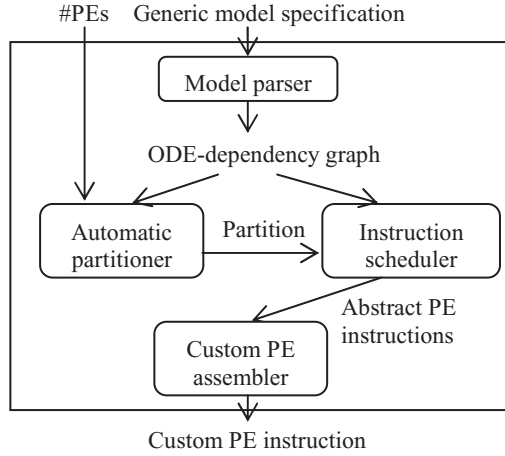 #PEs
Generic model specification
Model parser
ODE-dependency graph
Automatic
partitioner
Partition
Instruction
scheduler
Abstract PE
instructions
Custom PE
assembler
Custom PE instruction